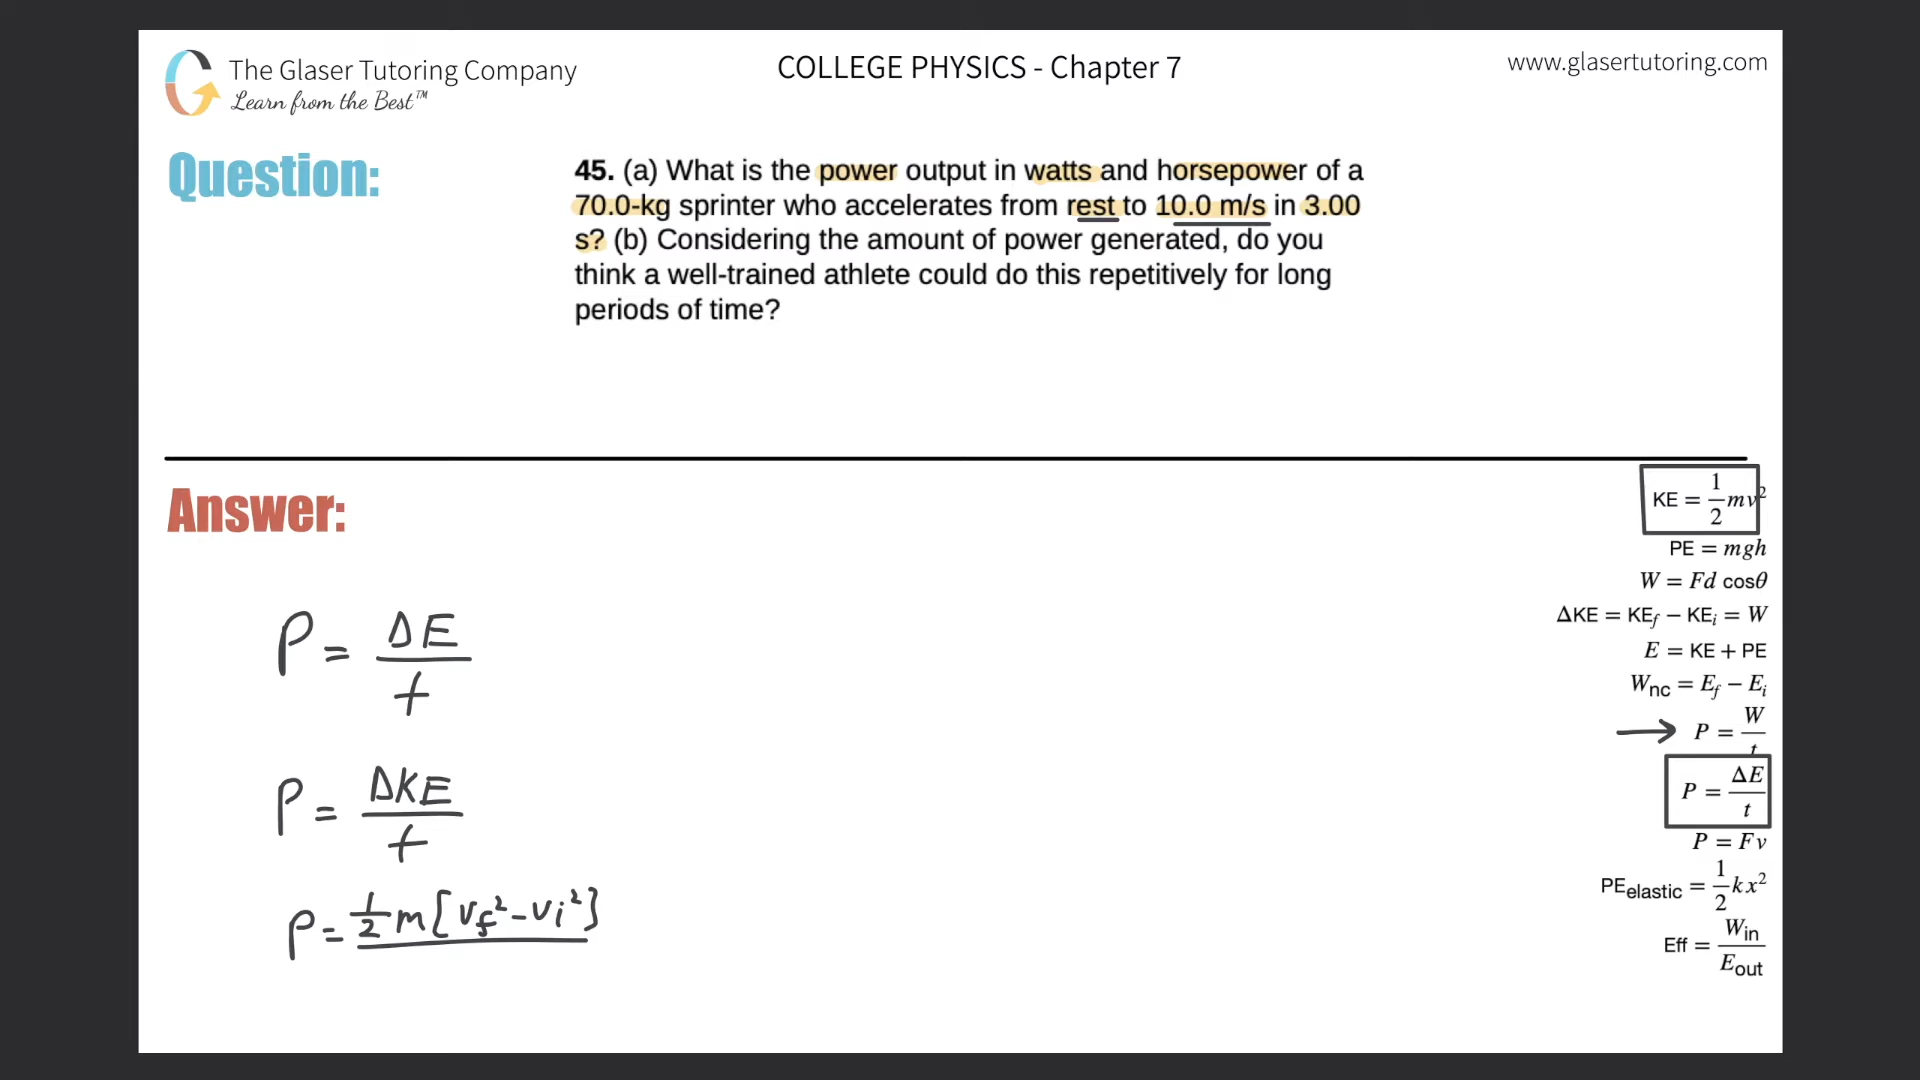 The Glaser Tutoring Company
Learn from the Best™
COLLEGE PHYSICS - Chapter 7
www.glasertutoring.com
Question:
45. (a) What is the power output in watts and horsepower of a
70.0-kg sprinter who accelerates from rest to 10.0 m/s in 3.00
s? (b) Considering the amount of power generated, do you
think a well-trained athlete could do this repetitively for long
periods of time?
Answer:
P = ΔE / t
P = ΔKE / t
P = 1/2 m [Vf² - Vi²]
KE = 1/2 mv²
PE = mgh
W = Fd cosθ
ΔKE = KEf − KEi = W
E = KE + PE
Wnc = Ef − Ei
→ P = W / t
P = ΔE / t
P = Fv
PEelastic = 1/2 kx²
Eff = Win / Eout